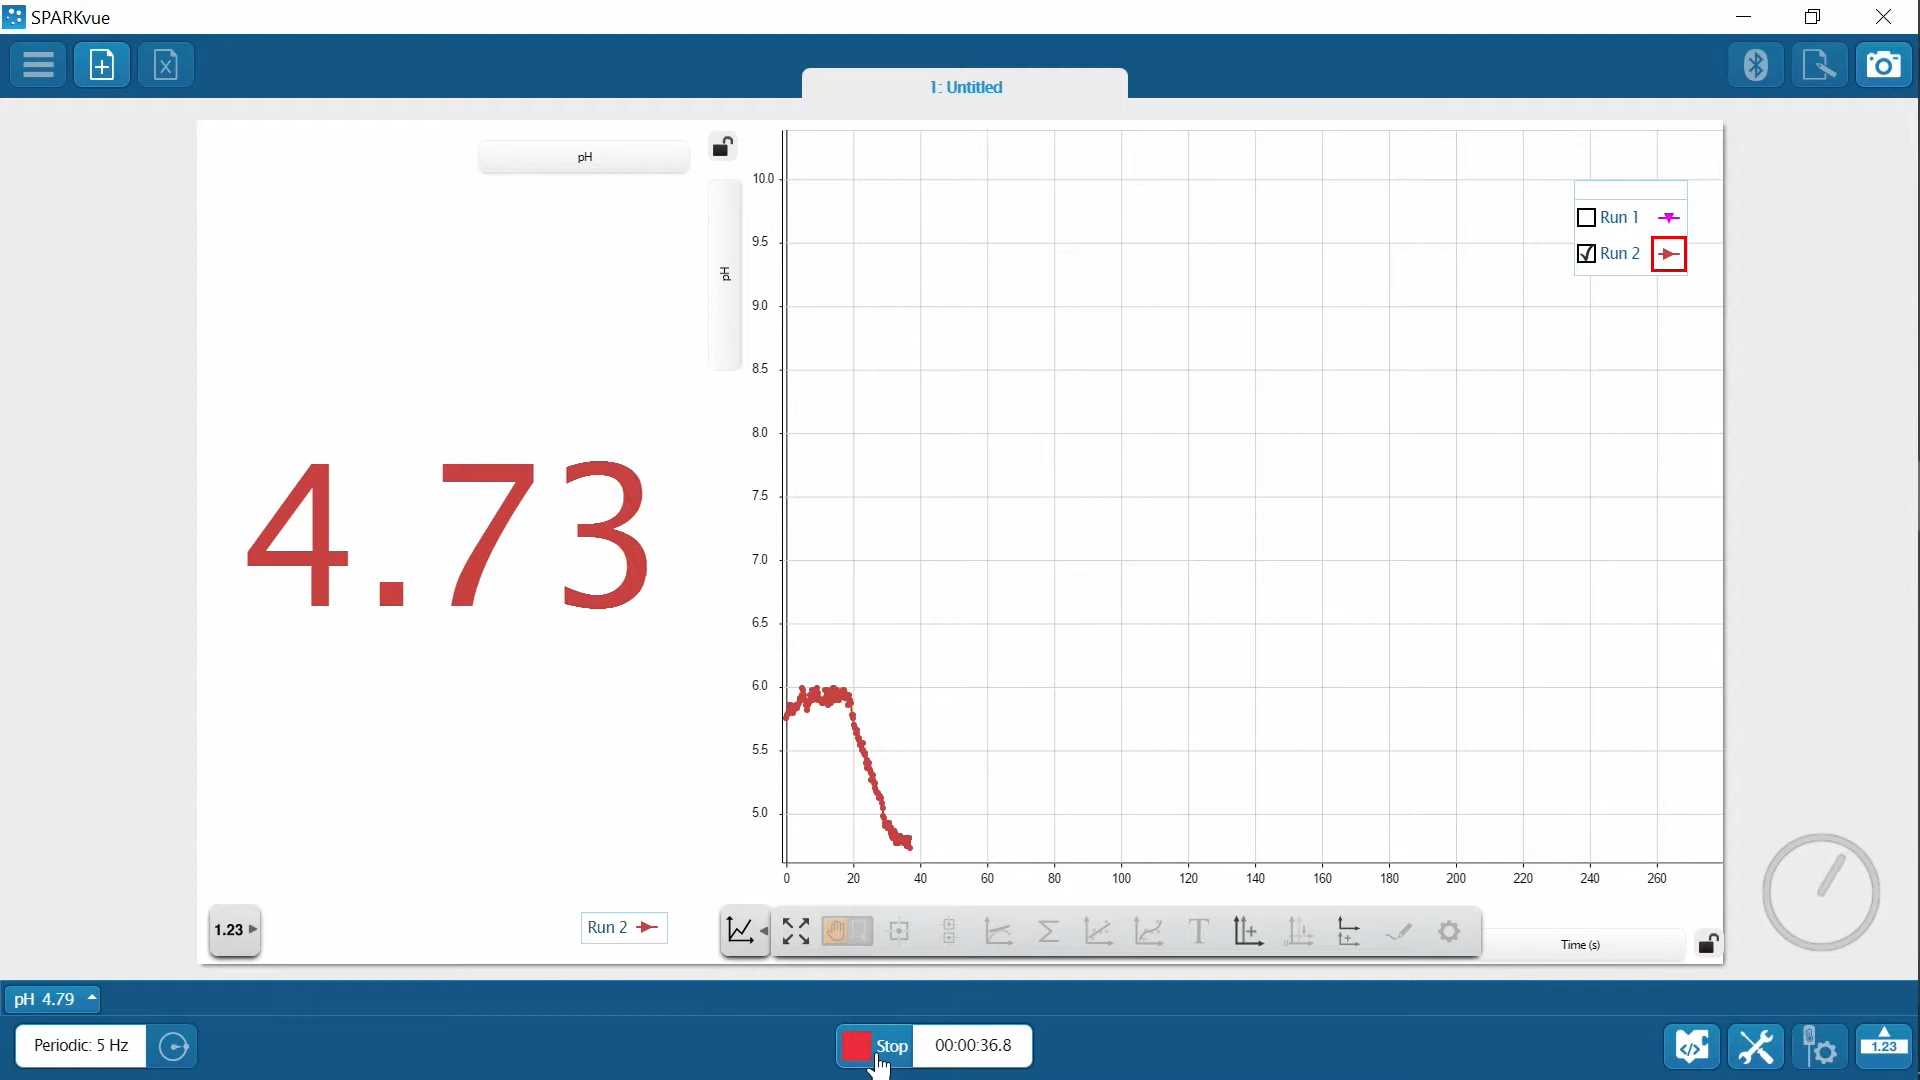 SPARKvue
1: Untitled
pH
pH
10.0
9.5
9.0
8.5
8.0
7.5
7.0
6.5
6.0
5.5
5.0
Run 1
Run 2
4.73
0 20 40 60 80 100 120 140 160 180 200 220 240 260
1.23
Run 2
Time (s)
pH 4.79
Periodic: 5 Hz
Stop
00:00:36.8
1.23